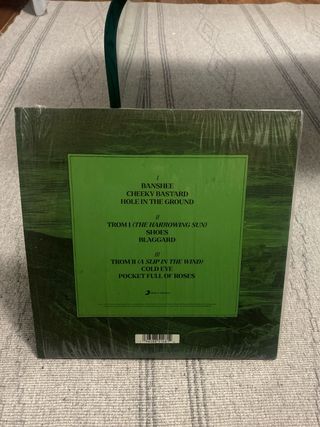 I
BANSHEE
CHEEKY BASTARD
HOLE IN THE GROUND
II
TROM I (THE HARROWING SUN)
SHOES
BLAGGARD
III
TROM II (A SLIP IN THE WIND)
COLD EYE
POCKET FULL OF ROSES